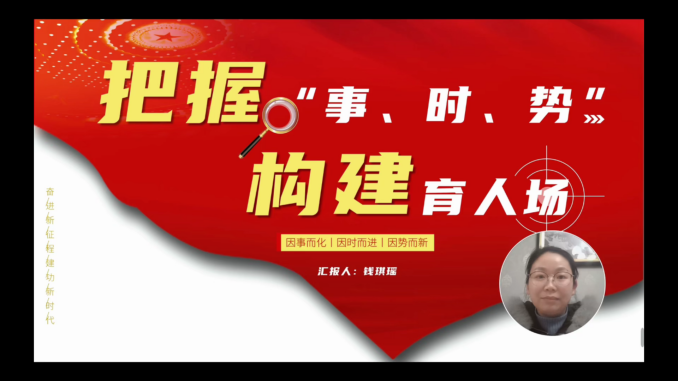 把握“事、时、势”
构建育人场
因事而化丨因时而进丨因势而新
汇报人：钱琪瑶
奋进新征程建功新时代